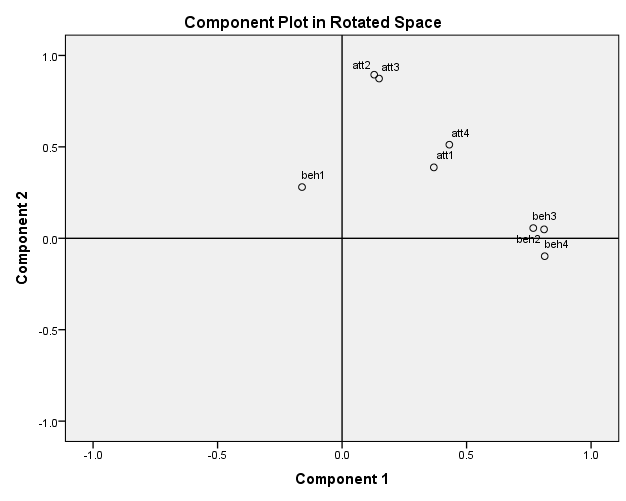 Component Plot in Rotated Space
1.0
0.5
0.0
-0.5
-1.0
Component 2
att2 att3
att4
att1
beh1
beh3
beh2
beh4
-1.0 -0.5 0.0 0.5 1.0
Component 1